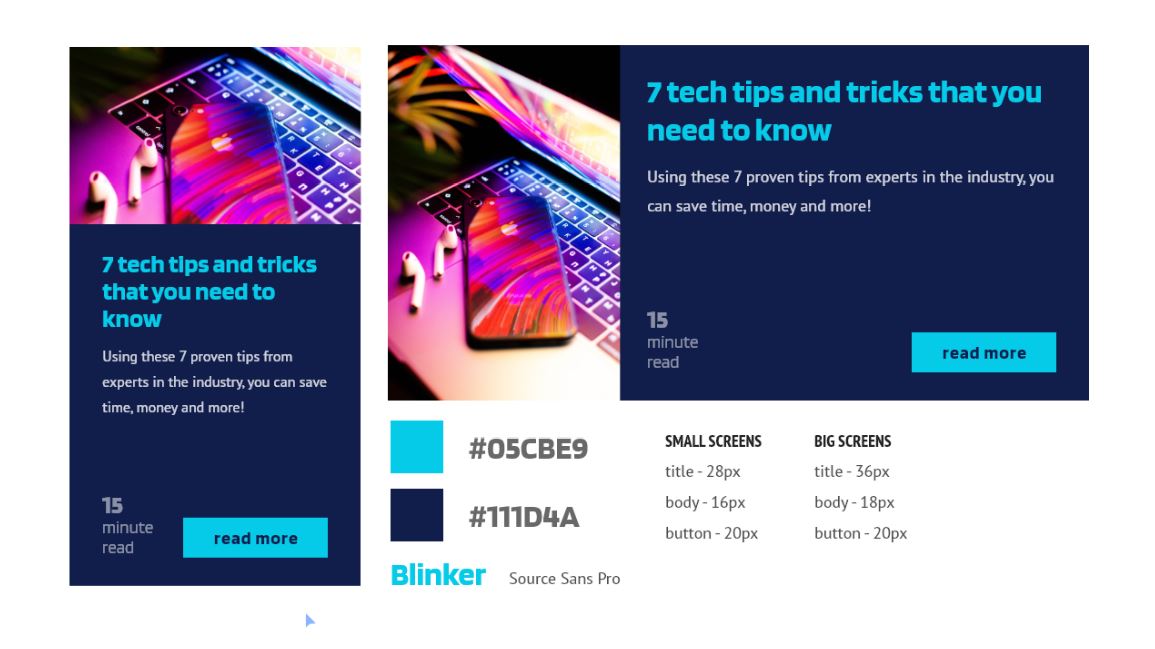 7 tech tips and tricks
that you need to
know
Using these 7 proven tips from
experts in the industry, you can save
time, money and more!
15
minute
read
read more
7 tech tips and tricks that you
need to know
Using these 7 proven tips from experts in the industry, you
can save time, money and more!
15
minute
read
read more
#05CBE9
#111D4A
Blinker Source Sans Pro
SMALL SCREENS
title - 28px
body - 16px
button - 20px
BIG SCREENS
title - 36px
body - 18px
button - 20px